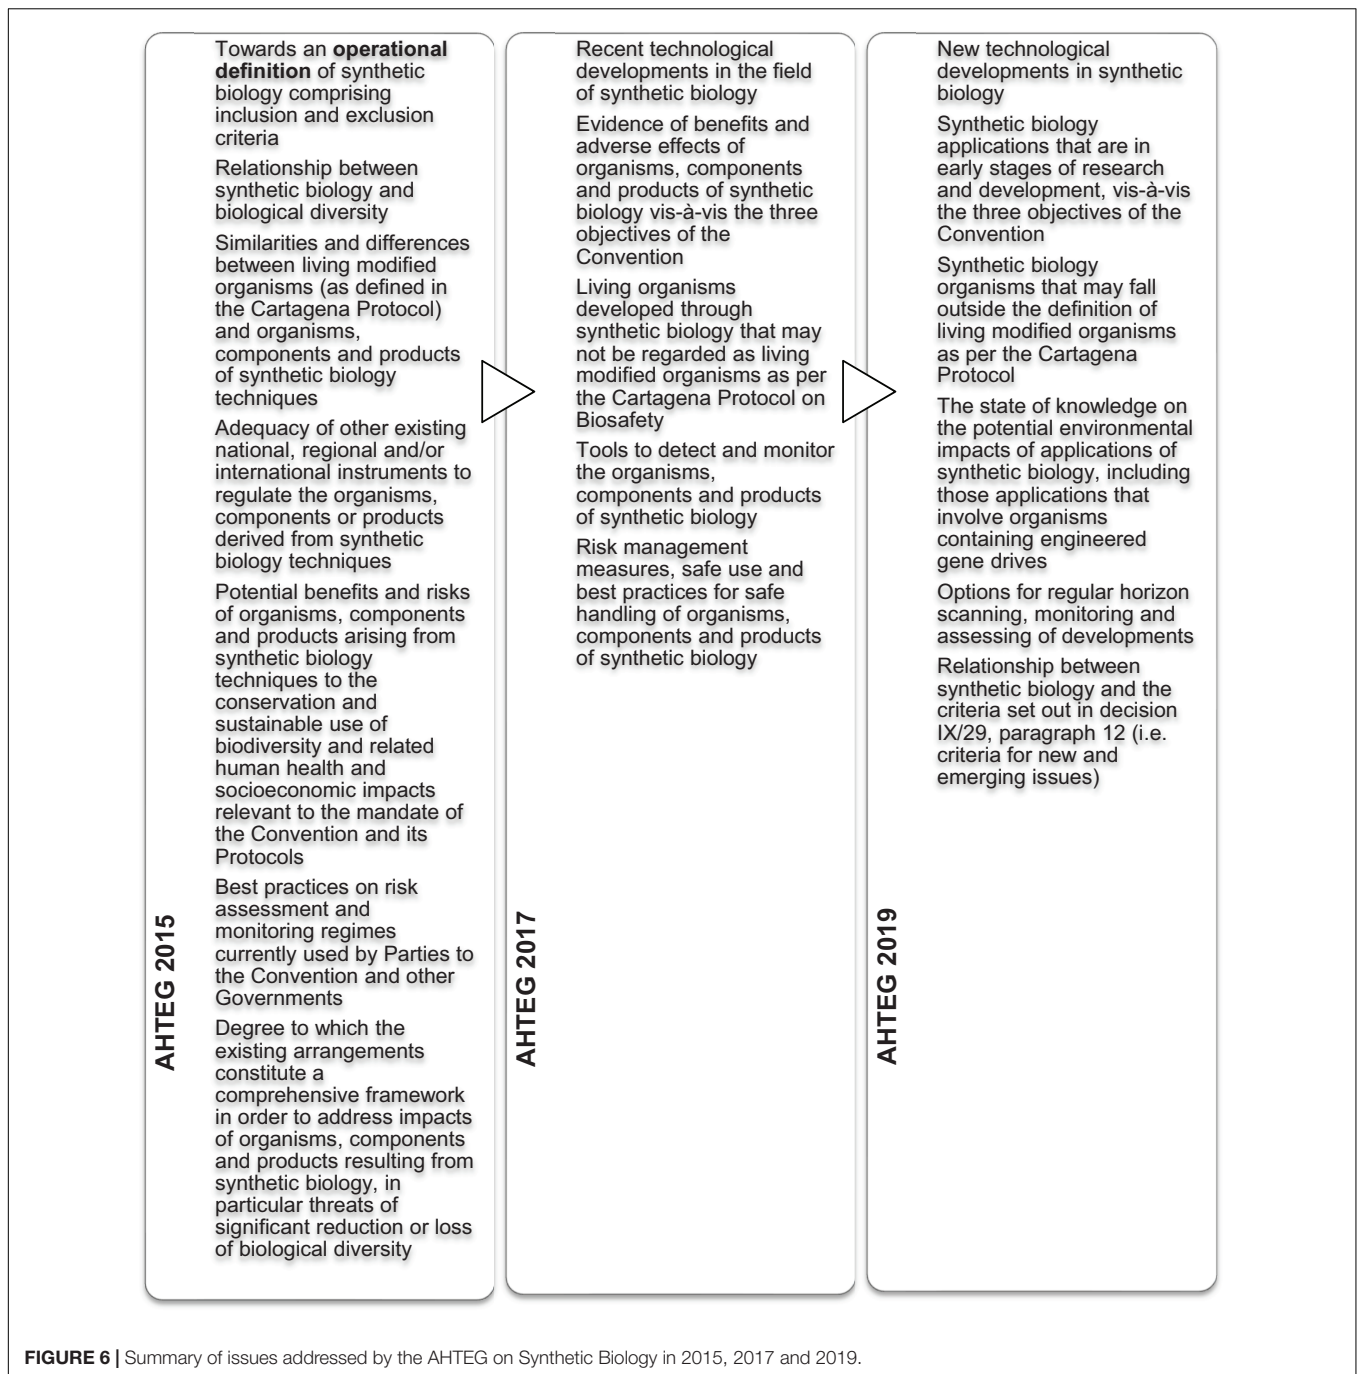 Towards an operational
definition of synthetic
biology comprising
inclusion and exclusion
criteria
Relationship between
synthetic biology and
biological diversity
Similarities and differences
between living modified
organisms (as defined in
the Cartagena Protocol)
and organisms,
components and products
of synthetic biology
techniques
Adequacy of other existing
national, regional and/or
international instruments to
regulate the organisms,
components or products
derived from synthetic
biology techniques
Potential benefits and risks
of organisms, components
and products arising from
synthetic biology
techniques to the
conservation and
sustainable use of
biodiversity and related
human health and
socioeconomic impacts
relevant to the mandate of
the Convention and its
Protocols
Best practices on risk
assessment and
monitoring regimes
currently used by Parties to
the Convention and other
Governments
Degree to which the
existing arrangements
constitute a
comprehensive framework
in order to address impacts
of organisms, components
and products resulting from
synthetic biology, in
particular threats of
significant reduction or loss
of biological diversity
AHTEG 2015
Recent technological
developments in the field
of synthetic biology
Evidence of benefits and
adverse effects of
organisms, components
and products of synthetic
biology vis-à-vis the three
objectives of the
Convention
Living organisms
developed through
synthetic biology that may
not be regarded as living
modified organisms as per
the Cartagena Protocol on
Biosafety
Tools to detect and monitor
the organisms,
components and products
of synthetic biology
Risk management
measures, safe use and
best practices for safe
handling of organisms,
components and products
of synthetic biology
AHTEG 2017
New technological
developments in synthetic
biology
Synthetic biology
applications that are in
early stages of research
and development, vis-à-vis
the three objectives of the
Convention
Synthetic biology
organisms that may fall
outside the definition of
living modified organisms
as per the Cartagena
Protocol
The state of knowledge on
the potential environmental
impacts of applications of
synthetic biology, including
those applications that
involve organisms
containing engineered
gene drives
Options for regular horizon
scanning, monitoring and
assessing of developments
Relationship between
synthetic biology and the
criteria set out in decision
IX/29, paragraph 12 (i.e.
criteria for new and
emerging issues)
AHTEG 2019
FIGURE 6 | Summary of issues addressed by the AHTEG on Synthetic Biology in 2015, 2017 and 2019.